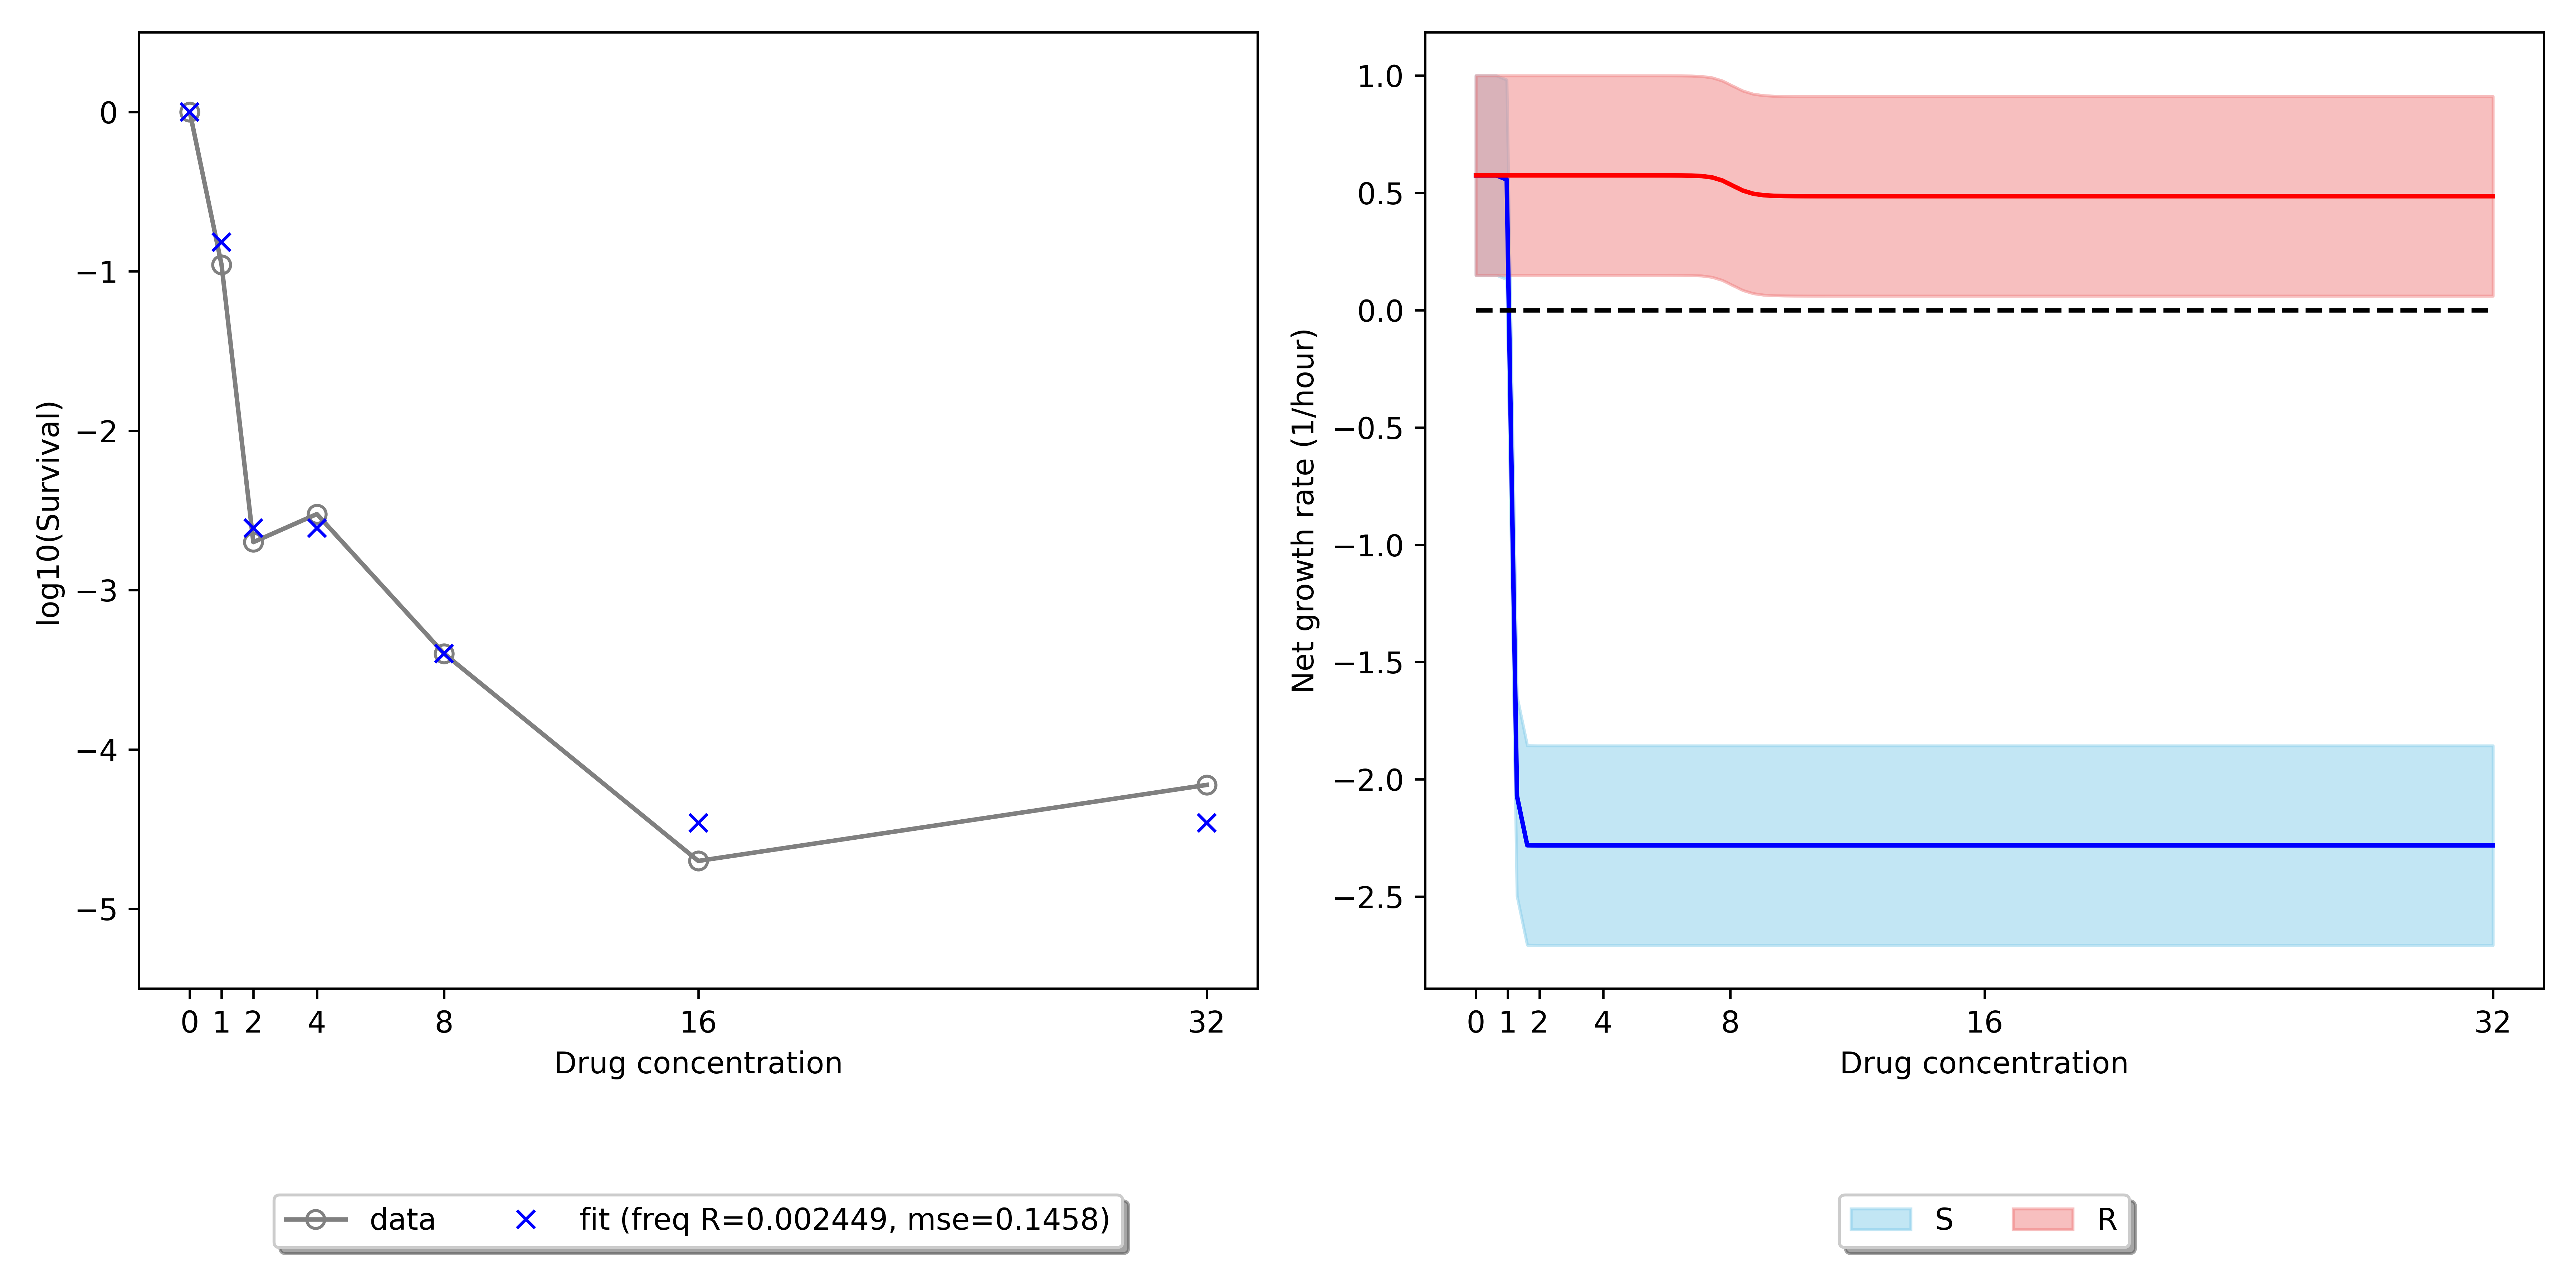 0
−1
−2
−3
−4
−5
log10(Survival)
0 1 2 4 8 16 32
Drug concentration
data
fit (freq R=0.002449, mse=0.1458)
1.0
0.5
0.0
−0.5
−1.0
−1.5
−2.0
−2.5
Net growth rate (1/hour)
0 1 2 4 8 16 32
Drug concentration
S
R